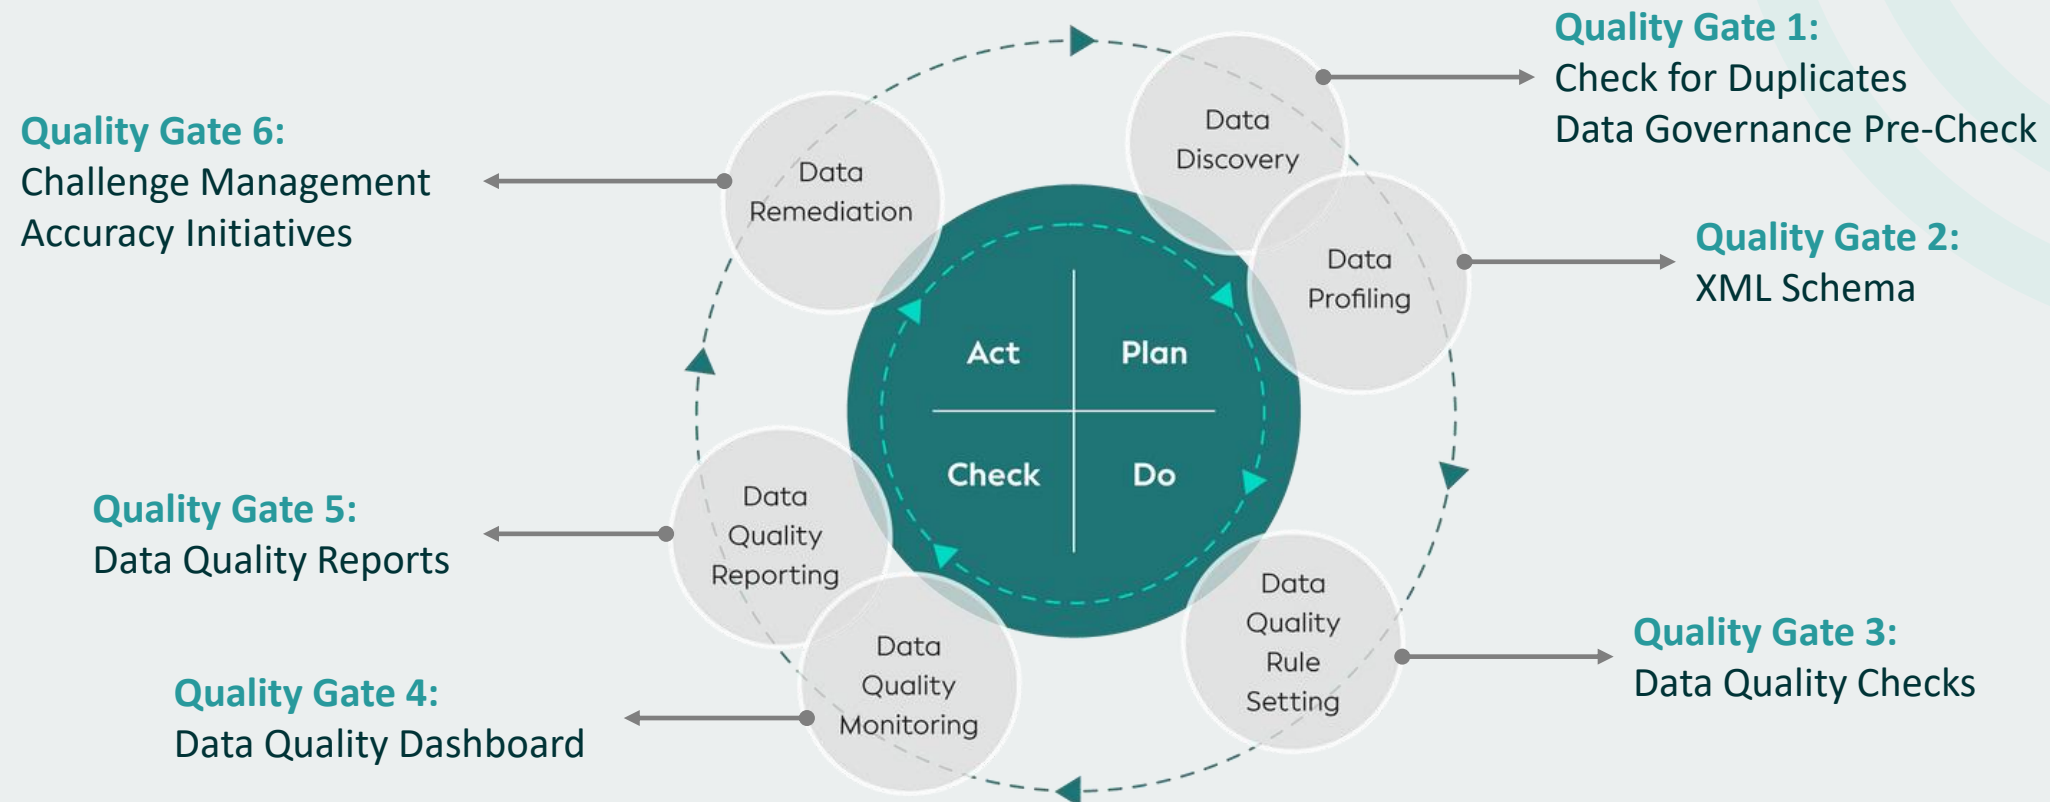 Quality Gate 1:
Check for Duplicates
Data Governance Pre-Check
Quality Gate 2:
XML Schema
Quality Gate 3:
Data Quality Checks
Quality Gate 4:
Data Quality Dashboard
Quality Gate 5:
Data Quality Reports
Quality Gate 6:
Challenge Management
Accuracy Initiatives
Data
Discovery
Data
Profiling
Data
Quality
Rule
Setting
Data
Quality
Monitoring
Data
Quality
Reporting
Data
Remediation
Act
Plan
Check
Do